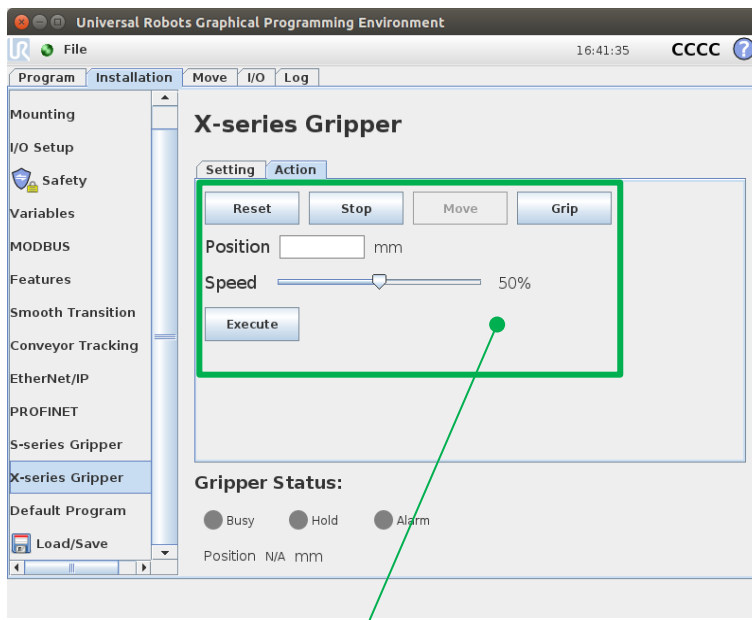 Universal Robots Graphical Programming Environment
UR File 16:41:35 CCCC ?
Program Installation Move I/O Log
Mounting
I/O Setup
Safety
Variables
MODBUS
Features
Smooth Transition
Conveyor Tracking
EtherNet/IP
PROFINET
S-series Gripper
X-series Gripper
Default Program
Load/Save
X-series Gripper
Setting Action
Reset Stop Move Grip
Position mm
Speed 50%
Execute
Gripper Status:
Busy Hold Alarm
Position N/A mm